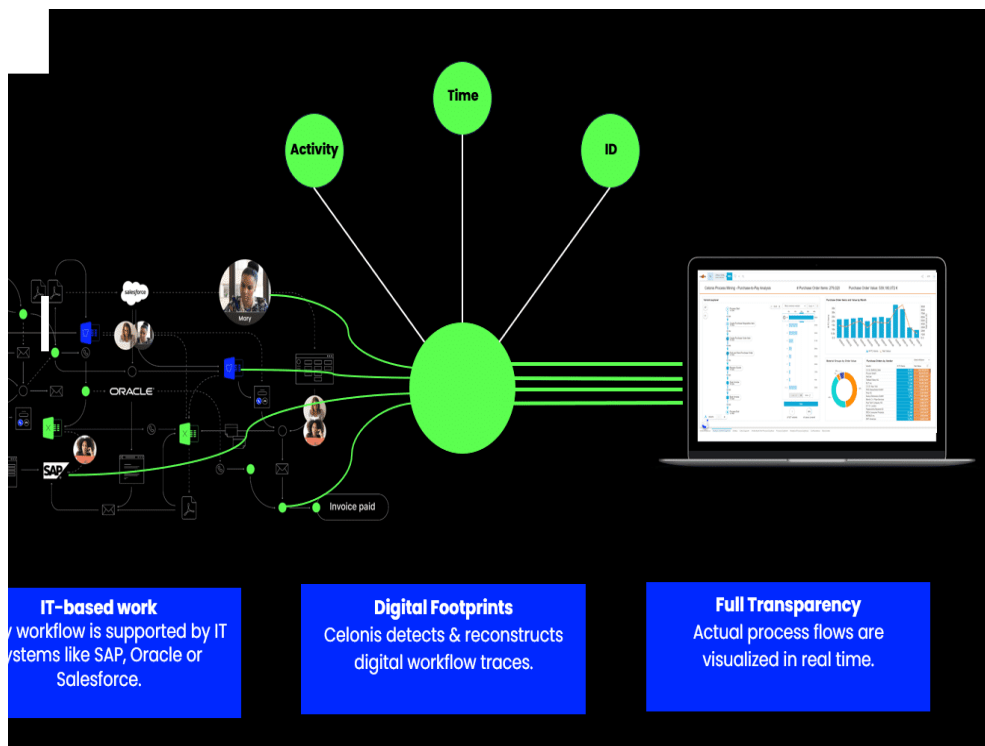 Time
Activity
ID
salesforce
Mary
ORACLE
SAP
Invoice paid
IT-based work
y workflow is supported by IT
ystems like SAP, Oracle or
Salesforce.
Digital Footprints
Celonis detects & reconstructs
digital workflow traces.
Full Transparency
Actual process flows are
visualized in real time.